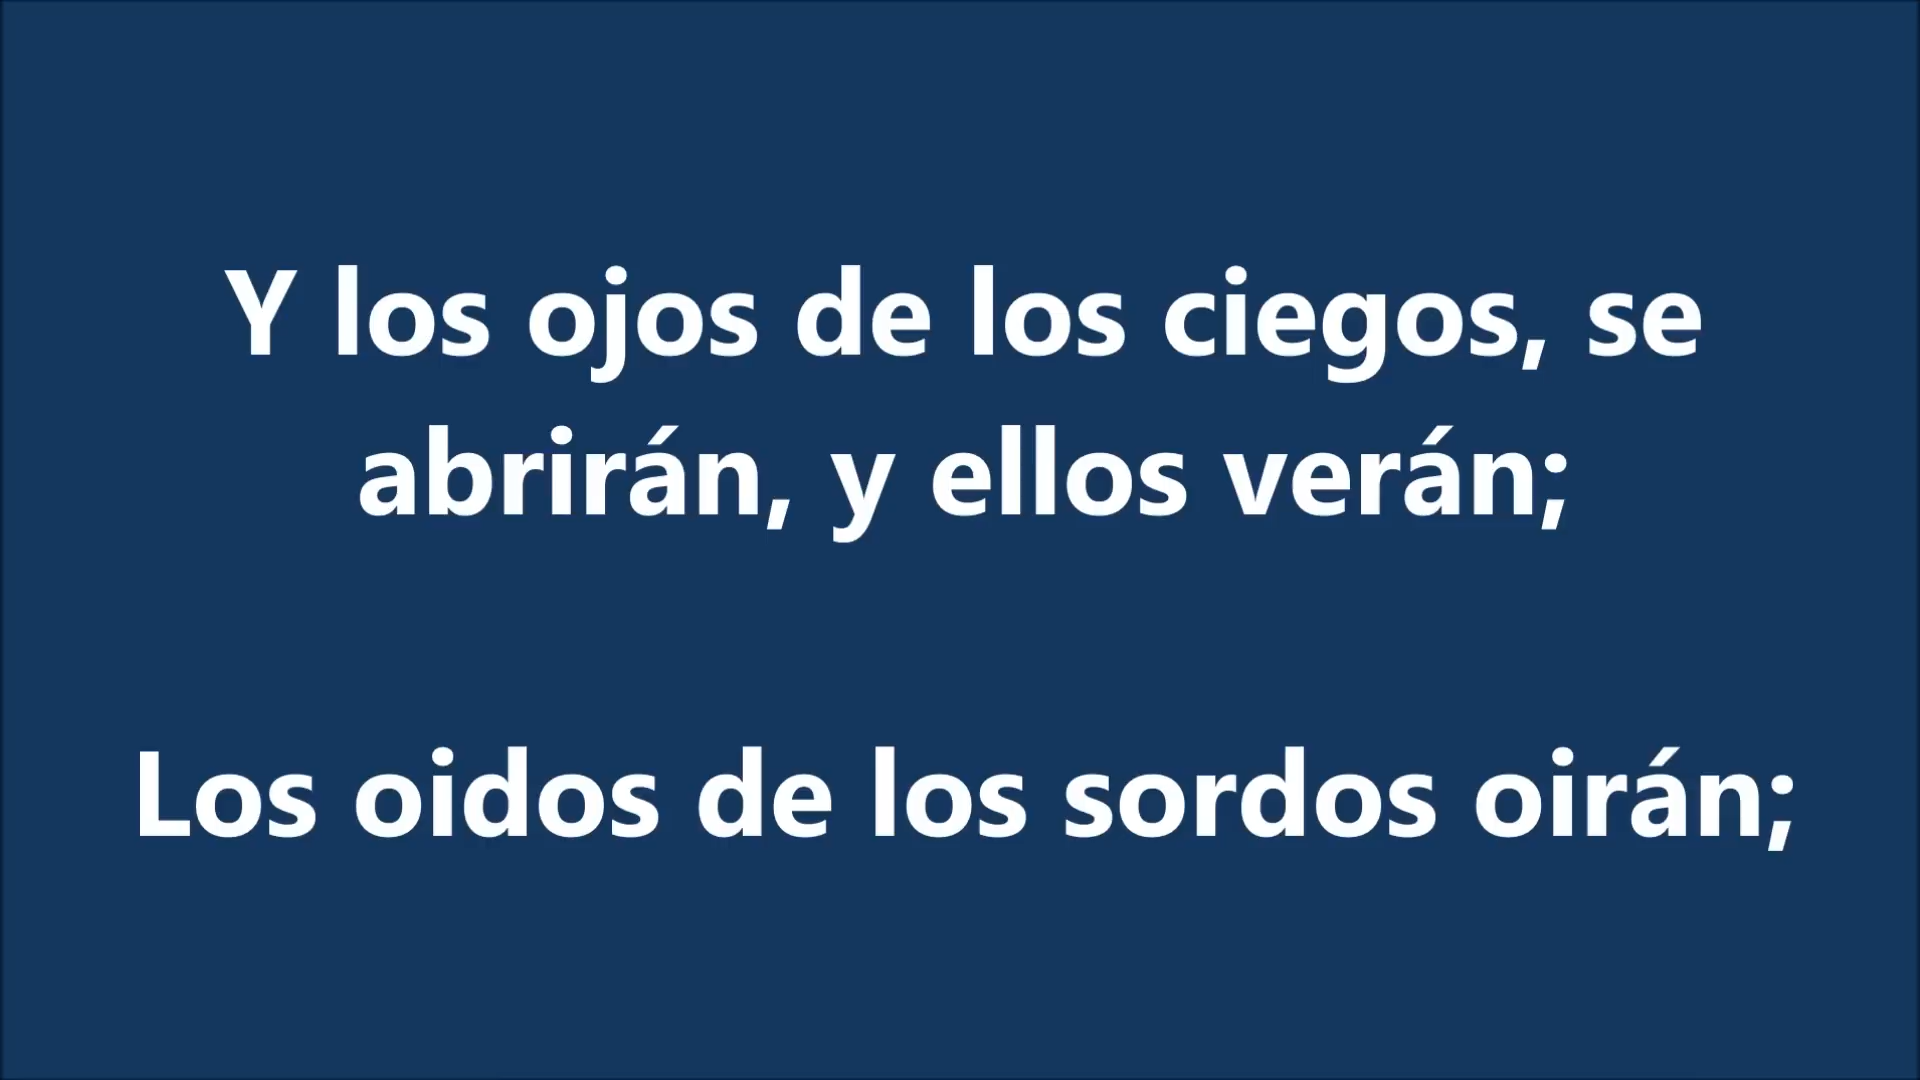 Y los ojos de los ciegos, se
abrirán, y ellos verán;
Los oidos de los sordos oirán;